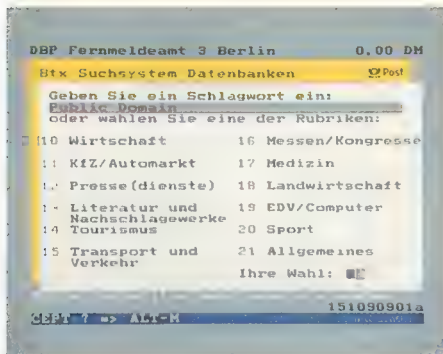 DBP Fernmeldeamt 3 Berlin 0.00 DM
Btx Suchsystem Datenbanken Post
Geben Sie ein Schlagwort ein:
Public Domain
oder wählen Sie eine der Rubriken:
10 Wirtschaft 16 Messen/Kongresse
11 KfZ/Automarkt 17 Medizin
Presse(dienste) 18 Landwirtschaft
Literatur und 19 EDV/Computer
Nachschlagewerke
14 Tourismus 20 Sport
15 Transport und 21 Allgemeines
Verkehr
Ihre Wahl:
151090901a
CEPT ? => ALT-M